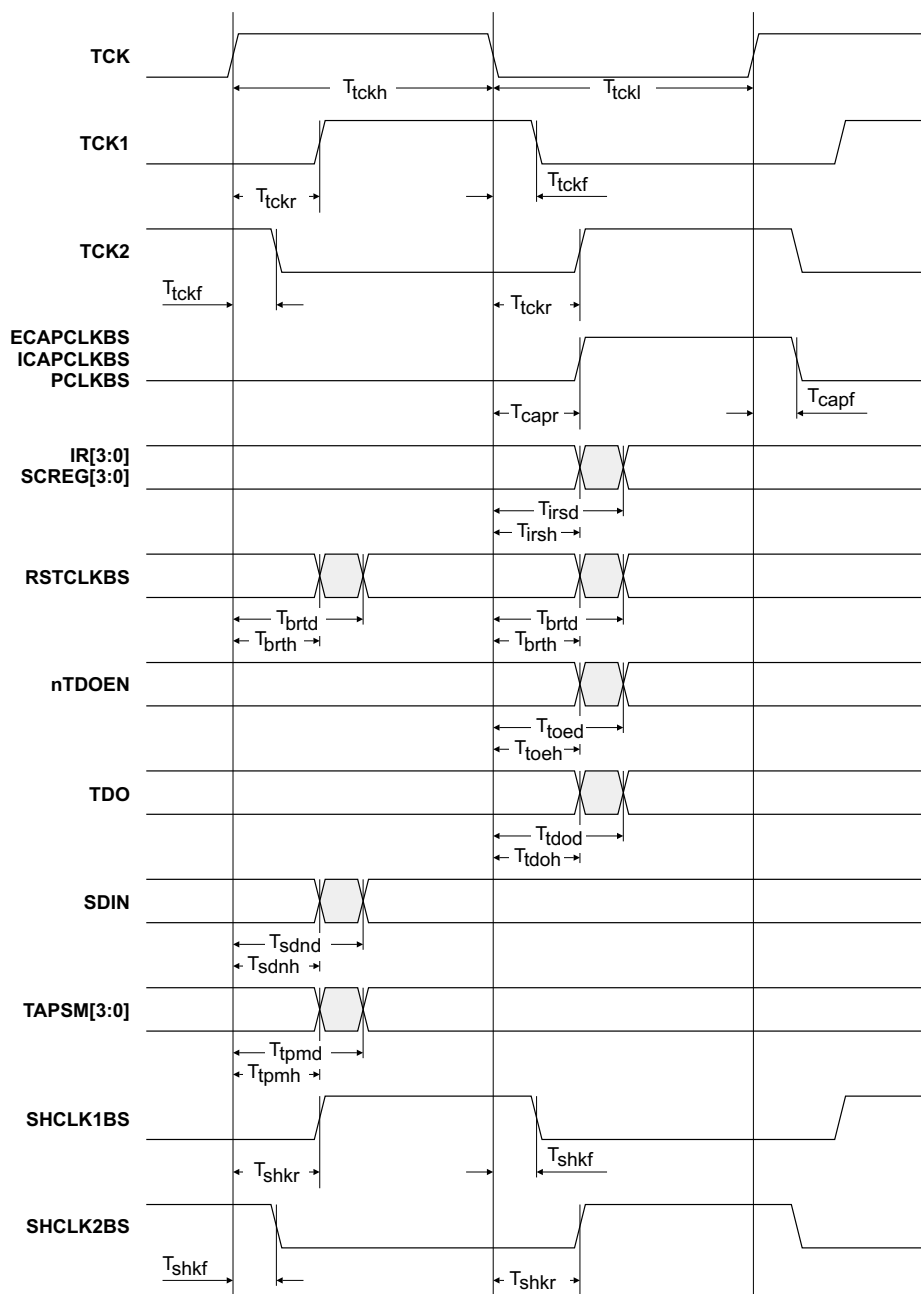 TCK
Ttckh
Ttckl
TCK1
Ttckr
Ttckf
TCK2
Ttckf
Ttckr
ECAPCLKBS
ICAPCLKBS
PCLKBS
Tcapr
Tcapf
IR[3:0]
SCREG[3:0]
Tirsd
Tirsh
RSTCLKBS
Tbrtd
Tbrtd
Tbrth
Tbrth
nTDOEN
Ttoed
Ttoeh
TDO
Ttdod
Ttdoh
SDIN
Tsdnd
Tsdnh
TAPSM[3:0]
Ttpmd
Ttpmh
SHCLK1BS
Tshkr
Tshkf
SHCLK2BS
Tshkf
Tshkr